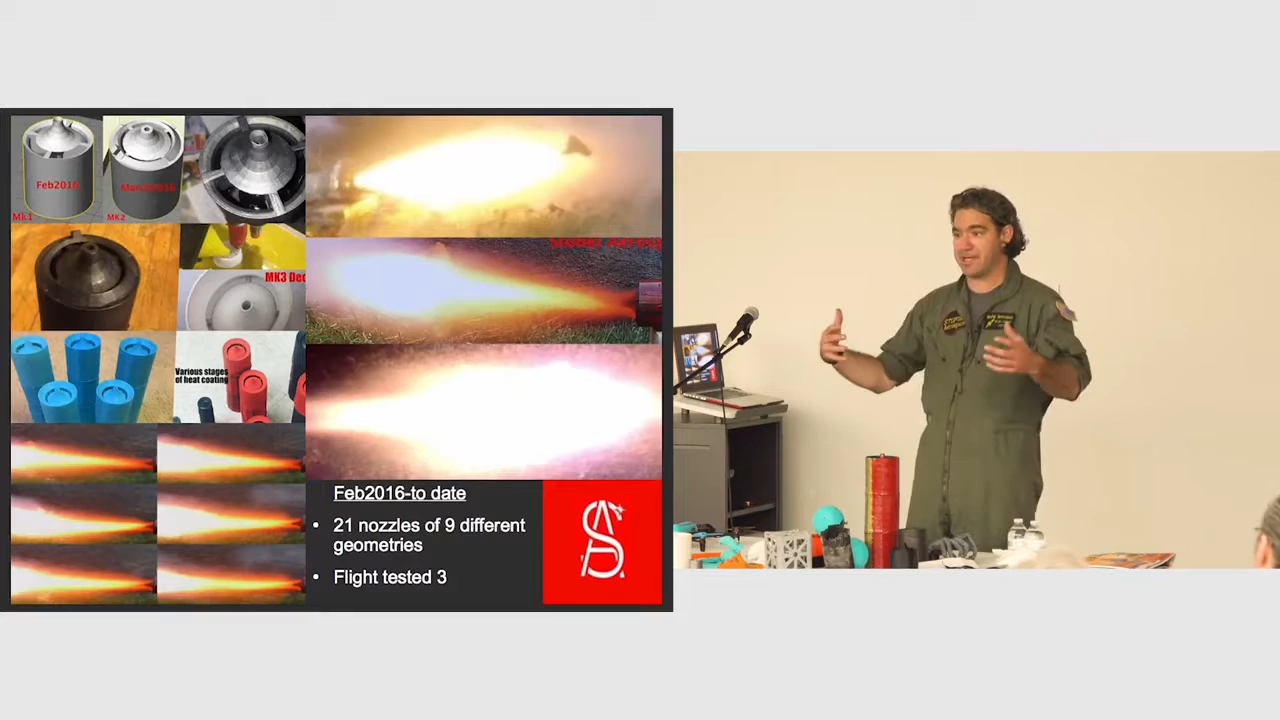 Feb2016
Mk1
Mk2
MK3 Dec
Various stages
of heat coating
Feb2016-to date
• 21 nozzles of 9 different
geometries
• Flight tested 3